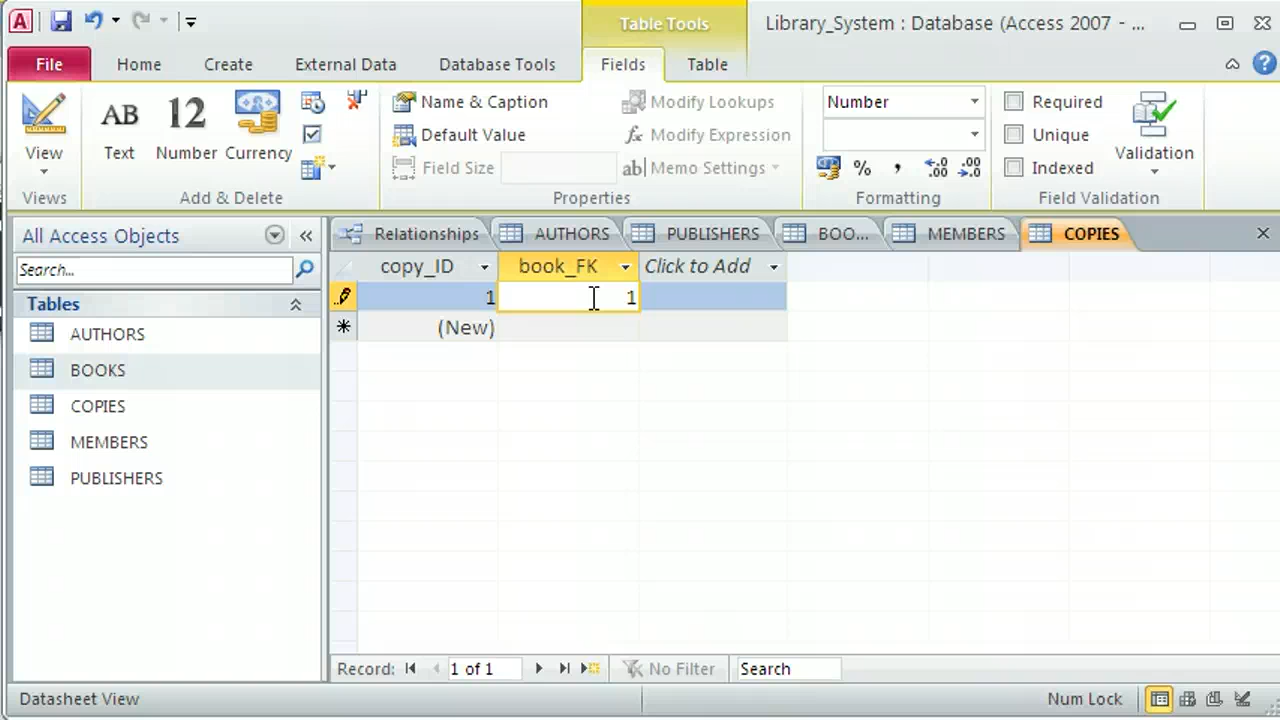 Table Tools
Library_System : Database (Access 2007 - ...
File
Home
Create
External Data
Database Tools
Fields
Table
View
AB
Text
12
Number
Currency
Name & Caption
Default Value
Field Size
Modify Lookups
fx Modify Expression
ab| Memo Settings
Number
% , .00 .00
Required
Unique
Indexed
Validation
Views
Add & Delete
Properties
Formatting
Field Validation
All Access Objects
Search...
Tables
AUTHORS
BOOKS
COPIES
MEMBERS
PUBLISHERS
Relationships
AUTHORS
PUBLISHERS
BOO...
MEMBERS
COPIES
copy_ID book_FK Click to Add
1 1
(New)
Record: 1 of 1 No Filter Search
Datasheet View
Num Lock